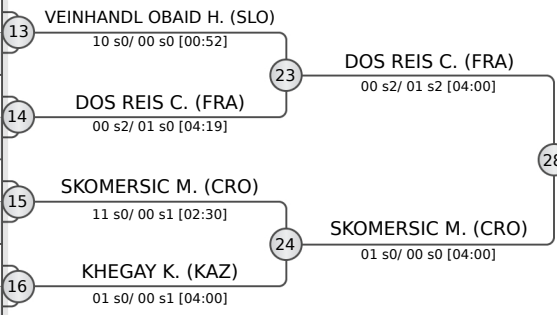 13
VEINHANDL OBAID H. (SLO)
10 s0/ 00 s0 [00:52]
23
DOS REIS C. (FRA)
00 s2/ 01 s2 [04:00]
14
DOS REIS C. (FRA)
00 s2/ 01 s0 [04:19]
28
15
SKOMERSIC M. (CRO)
11 s0/ 00 s1 [02:30]
24
SKOMERSIC M. (CRO)
01 s0/ 00 s0 [04:00]
16
KHEGAY K. (KAZ)
01 s0/ 00 s1 [04:00]